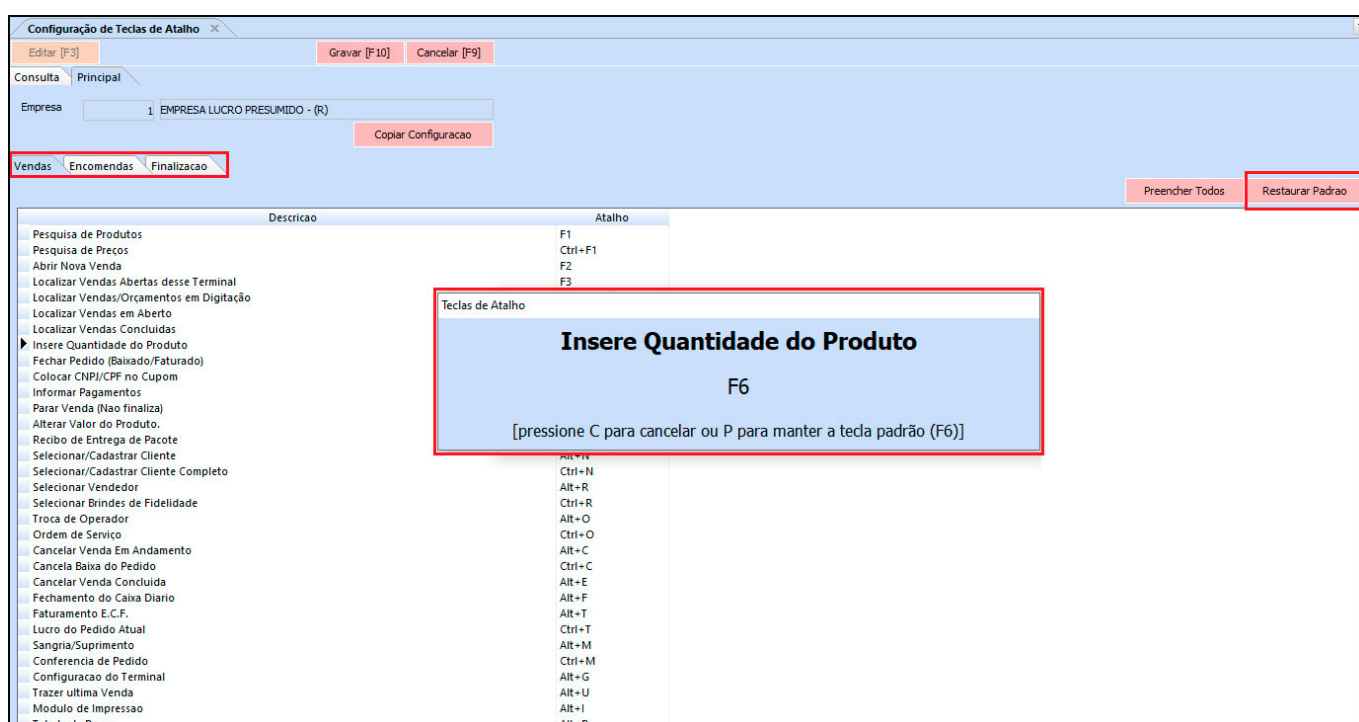 Configuração de Teclas de Atalho ×
Editar [F3] Gravar [F10] Cancelar [F9]
Consulta Principal
Empresa 1 EMPRESA LUCRO PRESUMIDO - (R)
Copiar Configuracao
Vendas Encomendas Finalizacao
Preencher Todos Restaurar Padrao
Descricao Atalho
Pesquisa de Produtos F1
Pesquisa de Preços Ctrl+F1
Abrir Nova Venda F2
Localizar Vendas Abertas desse Terminal F3
Localizar Vendas/Orçamentos em Digitação
Localizar Vendas em Aberto
Localizar Vendas Concluidas
Insere Quantidade do Produto
Fechar Pedido (Baixado/Faturado)
Colocar CNPJ/CPF no Cupom
Informar Pagamentos
Parar Venda (Nao finaliza)
Alterar Valor do Produto.
Recibo de Entrega de Pacote
Teclas de Atalho
Insere Quantidade do Produto
F6
[pressione C para cancelar ou P para manter a tecla padrão (F6)]
Selecionar/Cadastrar Cliente Alt+N
Selecionar/Cadastrar Cliente Completo Ctrl+N
Selecionar Vendedor Alt+R
Selecionar Brindes de Fidelidade Ctrl+R
Troca de Operador Alt+O
Ordem de Serviço Ctrl+O
Cancelar Venda Em Andamento Alt+C
Cancela Baixa do Pedido Ctrl+C
Cancelar Venda Concluida Alt+E
Fechamento do Caixa Diario Alt+F
Faturamento E.C.F. Alt+T
Lucro do Pedido Atual Ctrl+T
Sangria/Suprimento Alt+M
Conferencia de Pedido Ctrl+M
Configuracao do Terminal Alt+G
Trazer ultima Venda Alt+U
Modulo de Impressao Alt+I